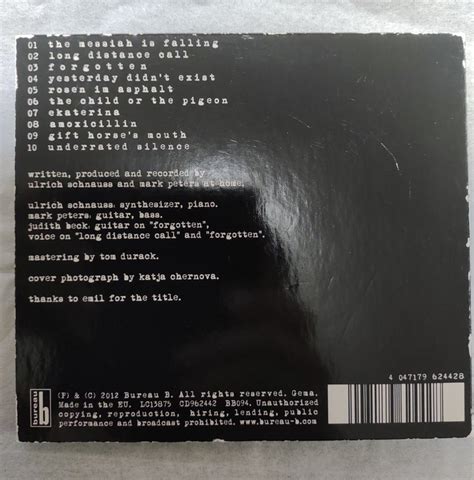 01 the messiah is falling
02 long distance call
03 forgotten
04 yesterday didn't exist
05 rosen im asphalt
06 the child or the pigeon
07 ekaterina
08 amoxicillin
09 gift horse's mouth
10 underrated silence
written, produced and recorded by
ulrich schnauss and mark peters at home.
ulrich schnauss: synthesizer, piano.
mark peters: guitar, bass.
judith beck: guitar on "forgotten",
voice on "long distance call" and "forgotten".
mastering by tom durack.
cover photograph by katja chernova.
thanks to emil for the title.
bureau b
(P) & (C) 2012 Bureau B. All rights reserved. Gema.
Made in the EU. LC13875 CD962442 BB094. Unauthorized
copying, reproduction, hiring, lending, public
performance and broadcast prohibited. www.bureau-b.com
4 047179 624428